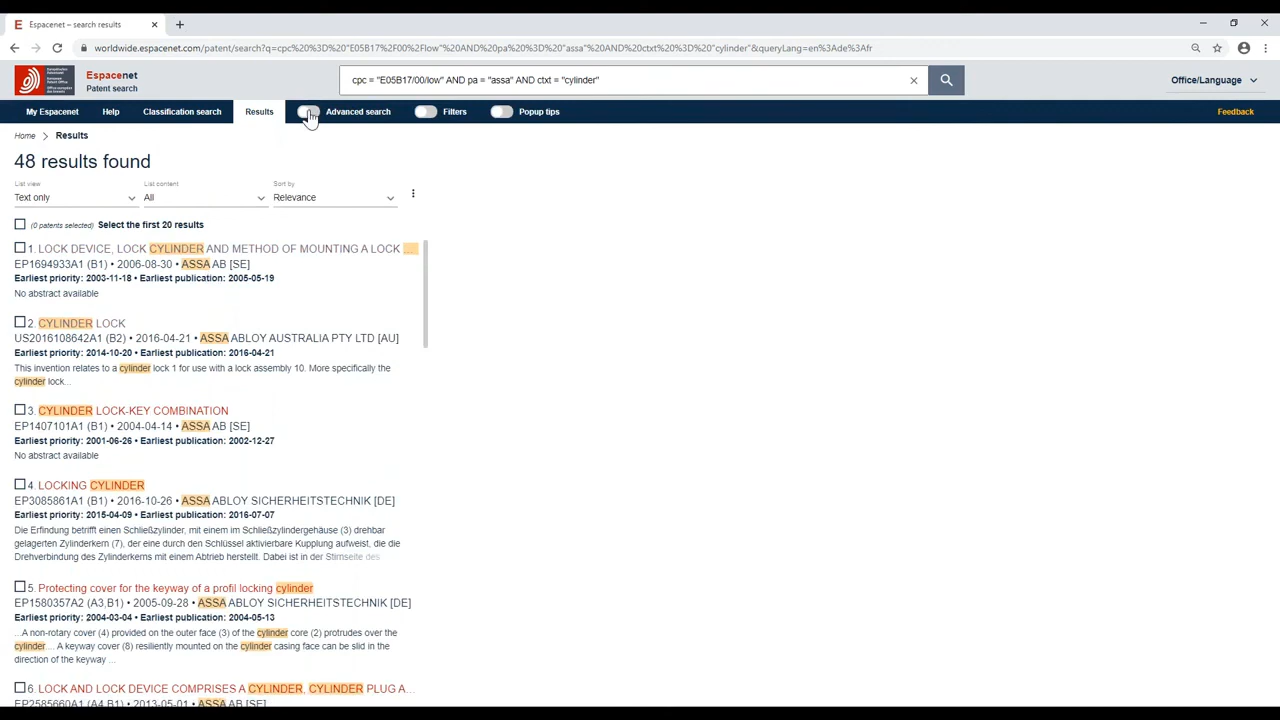 Espacenet – search results
worldwide.espacenet.com/patent/search?q=cpc%20%3D%20"E05B17%2F00%2Flow"%20AND%20pa%20%3D%20"assa"%20AND%20ctxt%20%3D%20"cylinder"&queryLang=en%3Ade%3Afr
Espacenet
Patent search
cpc = "E05B17/00/low" AND pa = "assa" AND ctxt = "cylinder"
Office/Language
My Espacenet Help Classification search Results Advanced search Filters Popup tips Feedback
Home > Results
48 results found
List view List content Sort by
Text only All Relevance
(0 patents selected) Select the first 20 results
1. LOCK DEVICE, LOCK CYLINDER AND METHOD OF MOUNTING A LOCK ...
EP1694933A1 (B1) • 2006-08-30 • ASSA AB [SE]
Earliest priority: 2003-11-18 • Earliest publication: 2005-05-19
No abstract available
2. CYLINDER LOCK
US2016108642A1 (B2) • 2016-04-21 • ASSA ABLOY AUSTRALIA PTY LTD [AU]
Earliest priority: 2014-10-20 • Earliest publication: 2016-04-21
This invention relates to a cylinder lock 1 for use with a lock assembly 10. More specifically the
cylinder lock...
3. CYLINDER LOCK-KEY COMBINATION
EP1407101A1 (B1) • 2004-04-14 • ASSA AB [SE]
Earliest priority: 2001-06-26 • Earliest publication: 2002-12-27
No abstract available
4. LOCKING CYLINDER
EP3085861A1 (B1) • 2016-10-26 • ASSA ABLOY SICHERHEITSTECHNIK [DE]
Earliest priority: 2015-04-09 • Earliest publication: 2016-07-07
Die Erfindung betrifft einen Schließzylinder, mit einem im Schließzylindergehäuse (3) drehbar
gelagerten Zylinderkern (7), der eine durch den Schlüssel aktivierbare Kupplung aufweist, die die
Drehverbindung des Zylinderkerns mit einem Abtrieb herstellt. Dabei ist in der Stirnseite des
5. Protecting cover for the keyway of a profil locking cylinder
EP1580357A2 (A3,B1) • 2005-09-28 • ASSA ABLOY SICHERHEITSTECHNIK [DE]
Earliest priority: 2004-03-04 • Earliest publication: 2004-05-13
...A non-rotary cover (4) provided on the outer face (3) of the cylinder core (2) protrudes over the
cylinder.... A keyway cover (8) resiliently mounted on the cylinder casing face can be slid in the
direction of the keyway ...
6. LOCK AND LOCK DEVICE COMPRISES A CYLINDER, CYLINDER PLUG A...
EP2585660A1 (A4,B1) • 2013-05-01 • ASSA AB [SE]